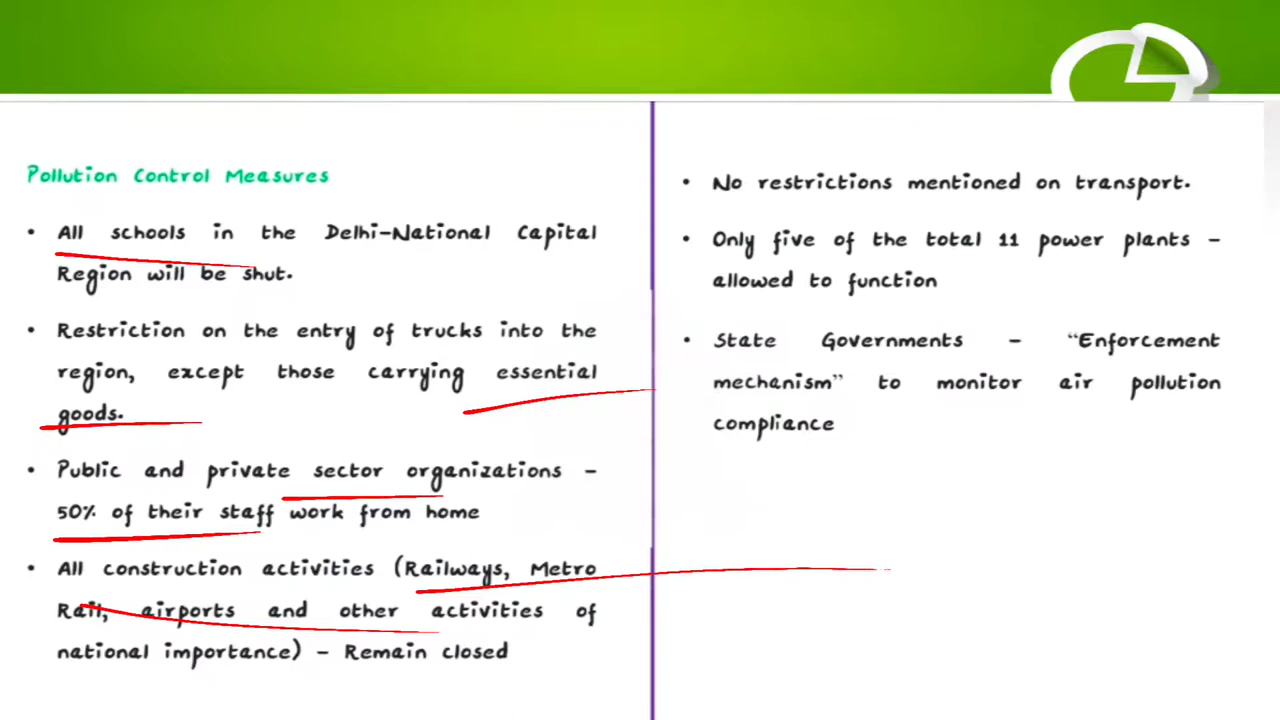 Pollution Control Measures
• All schools in the Delhi-National Capital
Region will be shut.
• Restriction on the entry of trucks into the
region, except those carrying essential
goods.
• Public and private sector organizations –
50% of their staff work from home
• All construction activities (Railways, Metro
Rail, airports and other activities of
national importance) – Remain closed
• No restrictions mentioned on transport.
• Only five of the total 11 power plants –
allowed to function
• State Governments – “Enforcement
mechanism” to monitor air pollution
compliance